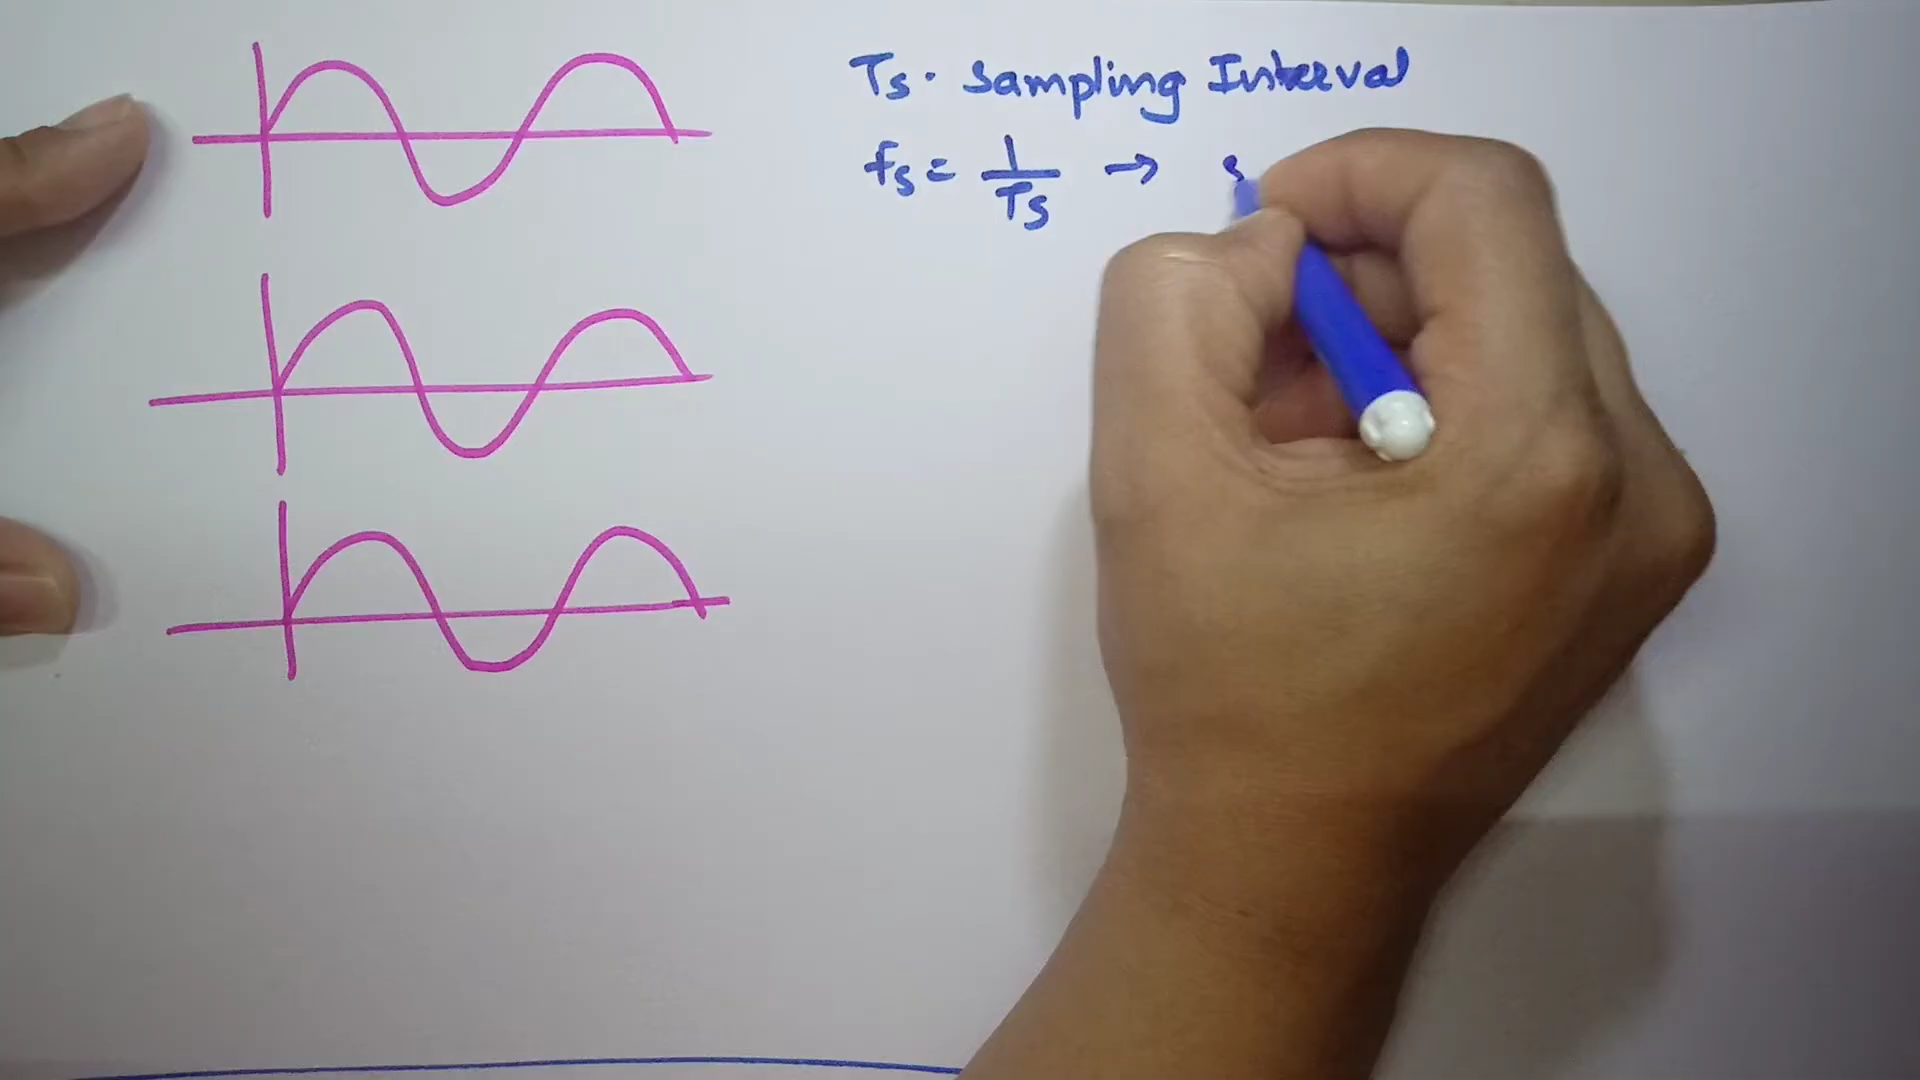 Ts. Sampling Interval
fs = 1/Ts → s